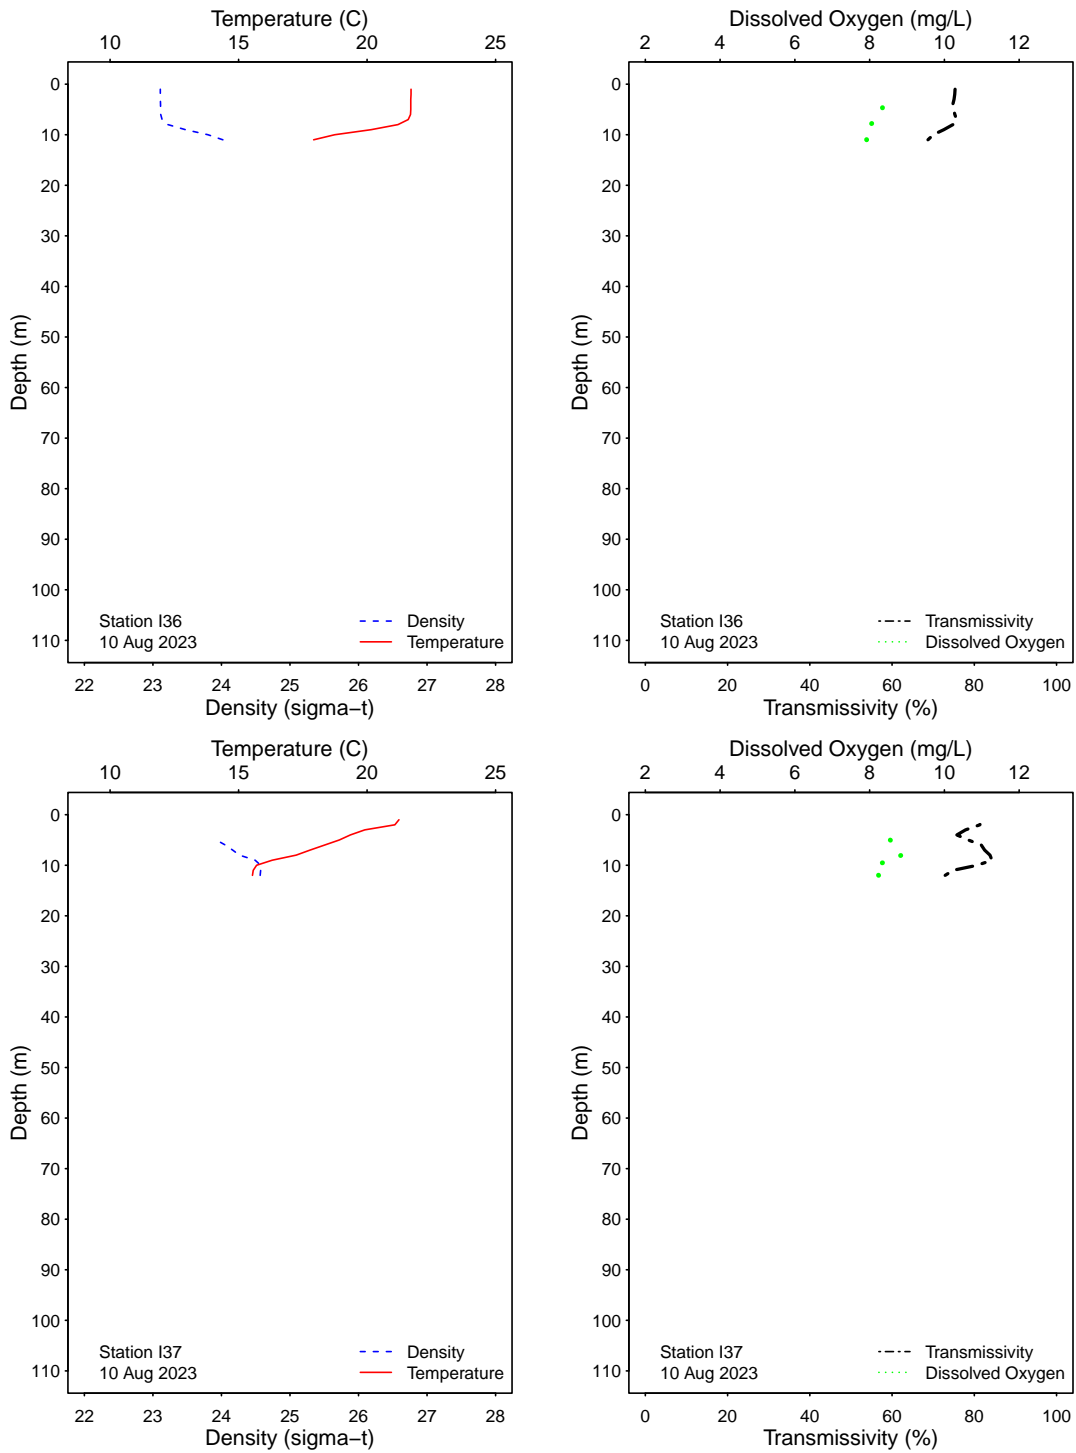 Temperature (C)
10 15 20 25
0
10
20
30
40
50
60
70
80
90
100
110
Depth (m)
Station I36
10 Aug 2023
Density
Temperature
22 23 24 25 26 27 28
Density (sigma−t)
Dissolved Oxygen (mg/L)
2 4 6 8 10 12
0
10
20
30
40
50
60
70
80
90
100
110
Depth (m)
Station I36
10 Aug 2023
Transmissivity
Dissolved Oxygen
0 20 40 60 80 100
Transmissivity (%)
Temperature (C)
10 15 20 25
0
10
20
30
40
50
60
70
80
90
100
110
Depth (m)
Station I37
10 Aug 2023
Density
Temperature
22 23 24 25 26 27 28
Density (sigma−t)
Dissolved Oxygen (mg/L)
2 4 6 8 10 12
0
10
20
30
40
50
60
70
80
90
100
110
Depth (m)
Station I37
10 Aug 2023
Transmissivity
Dissolved Oxygen
0 20 40 60 80 100
Transmissivity (%)